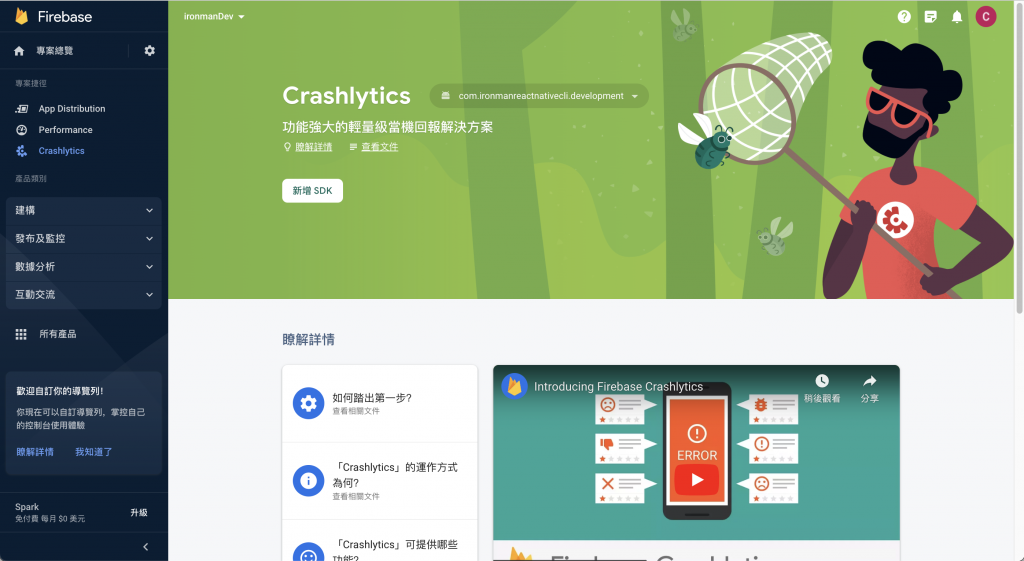 Firebase
ironmanDev
C
專案總覽
專案捷徑
App Distribution
Performance
Crashlytics
產品類別
建構
發布及監控
數據分析
互動交流
所有產品
歡迎自訂你的導覽列!
你現在可以自訂導覽列，掌控自己
的控制台使用體驗
瞭解詳情
我知道了
Spark
免付費 每月 $0 美元
升級
Crashlytics
com.ironmanreactnativecli.development
功能強大的輕量級當機回報解決方案
瞭解詳情
查看文件
新增 SDK
瞭解詳情
如何踏出第一步?
查看相關文件
「Crashlytics」的運作方式
為何?
查看相關文件
「Crashlytics」可提供哪些
功能?
Introducing Firebase Crashlytics
稍後觀看
分享
ERROR
Firebase Crashlytics